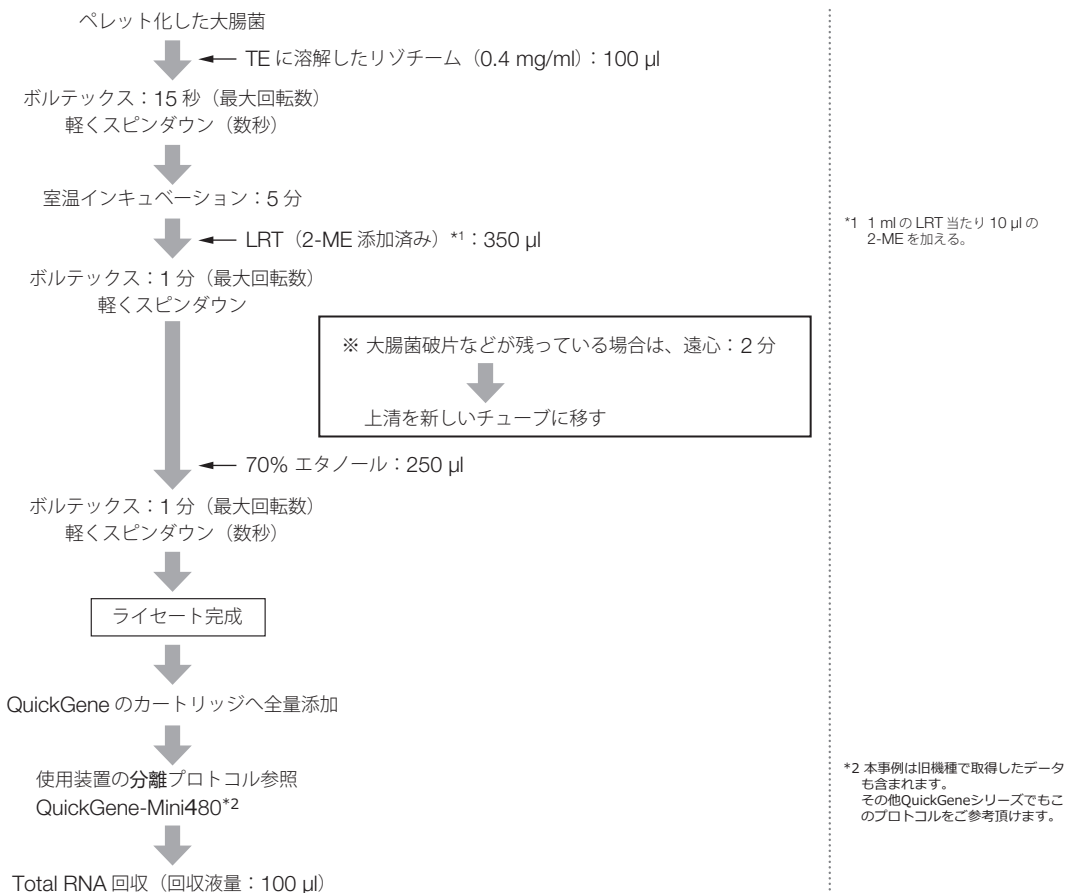 ペレット化した大腸菌
TE に溶解したリゾチーム（0.4 mg/ml）：100 µl
ボルテックス：15 秒（最大回転数）
軽くスピンダウン（数秒）
室温インキュベーション：5 分
LRT（2-ME 添加済み）*1：350 µl
*1 1 ml の LRT 当たり 10 µl の
2-ME を加える。
ボルテックス：1 分（最大回転数）
軽くスピンダウン
※ 大腸菌破片などが残っている場合は、遠心：2 分
上清を新しいチューブに移す
70% エタノール：250 µl
ボルテックス：1 分（最大回転数）
軽くスピンダウン（数秒）
ライセート完成
QuickGene のカートリッジへ全量添加
使用装置の分離プロトコル参照
QuickGene-Mini480*2
*2 本事例は旧機種で取得したデータ
も含まれます。
その他QuickGeneシリーズでもこ
のプロトコルをご参考頂けます。
Total RNA 回収（回収液量：100 µl）